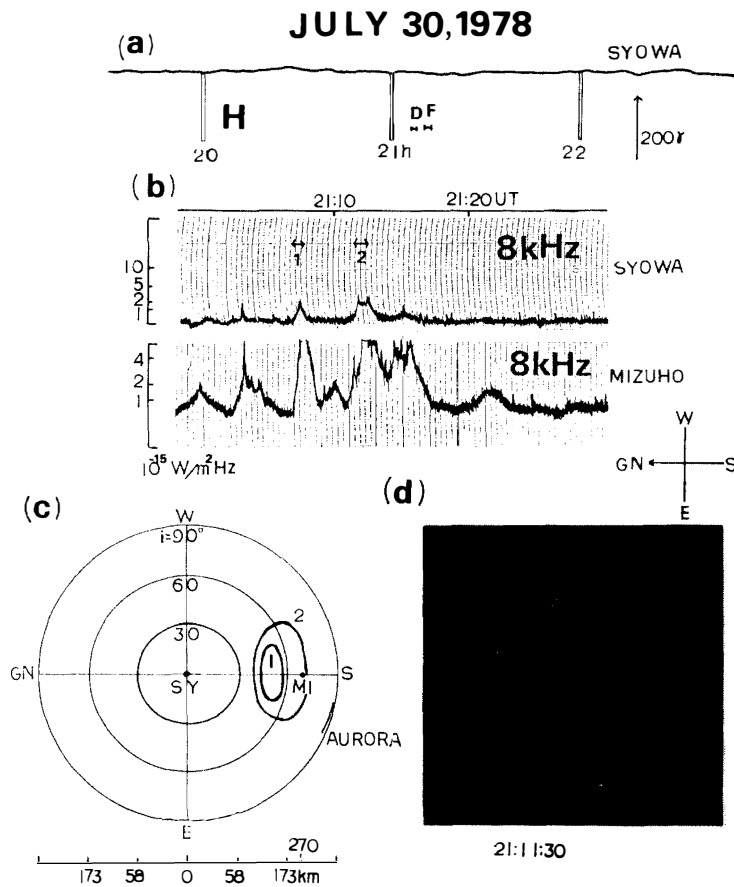 JULY 30,1978
(a)
SYOWA
H
D F
20
21h
22
200γ
(b)
21:10
21:20UT
1
2
8kHz
SYOWA
10
5
2
1
8kHz
MIZUHO
4
2
1
10⁻¹⁵ W/m²Hz
W
GN
S
E
(c)
(d)
W
i=90°
60
30
2
1
GN
SY
MI
S
AURORA
E
270
173 58 0 58 173km
21:11:30